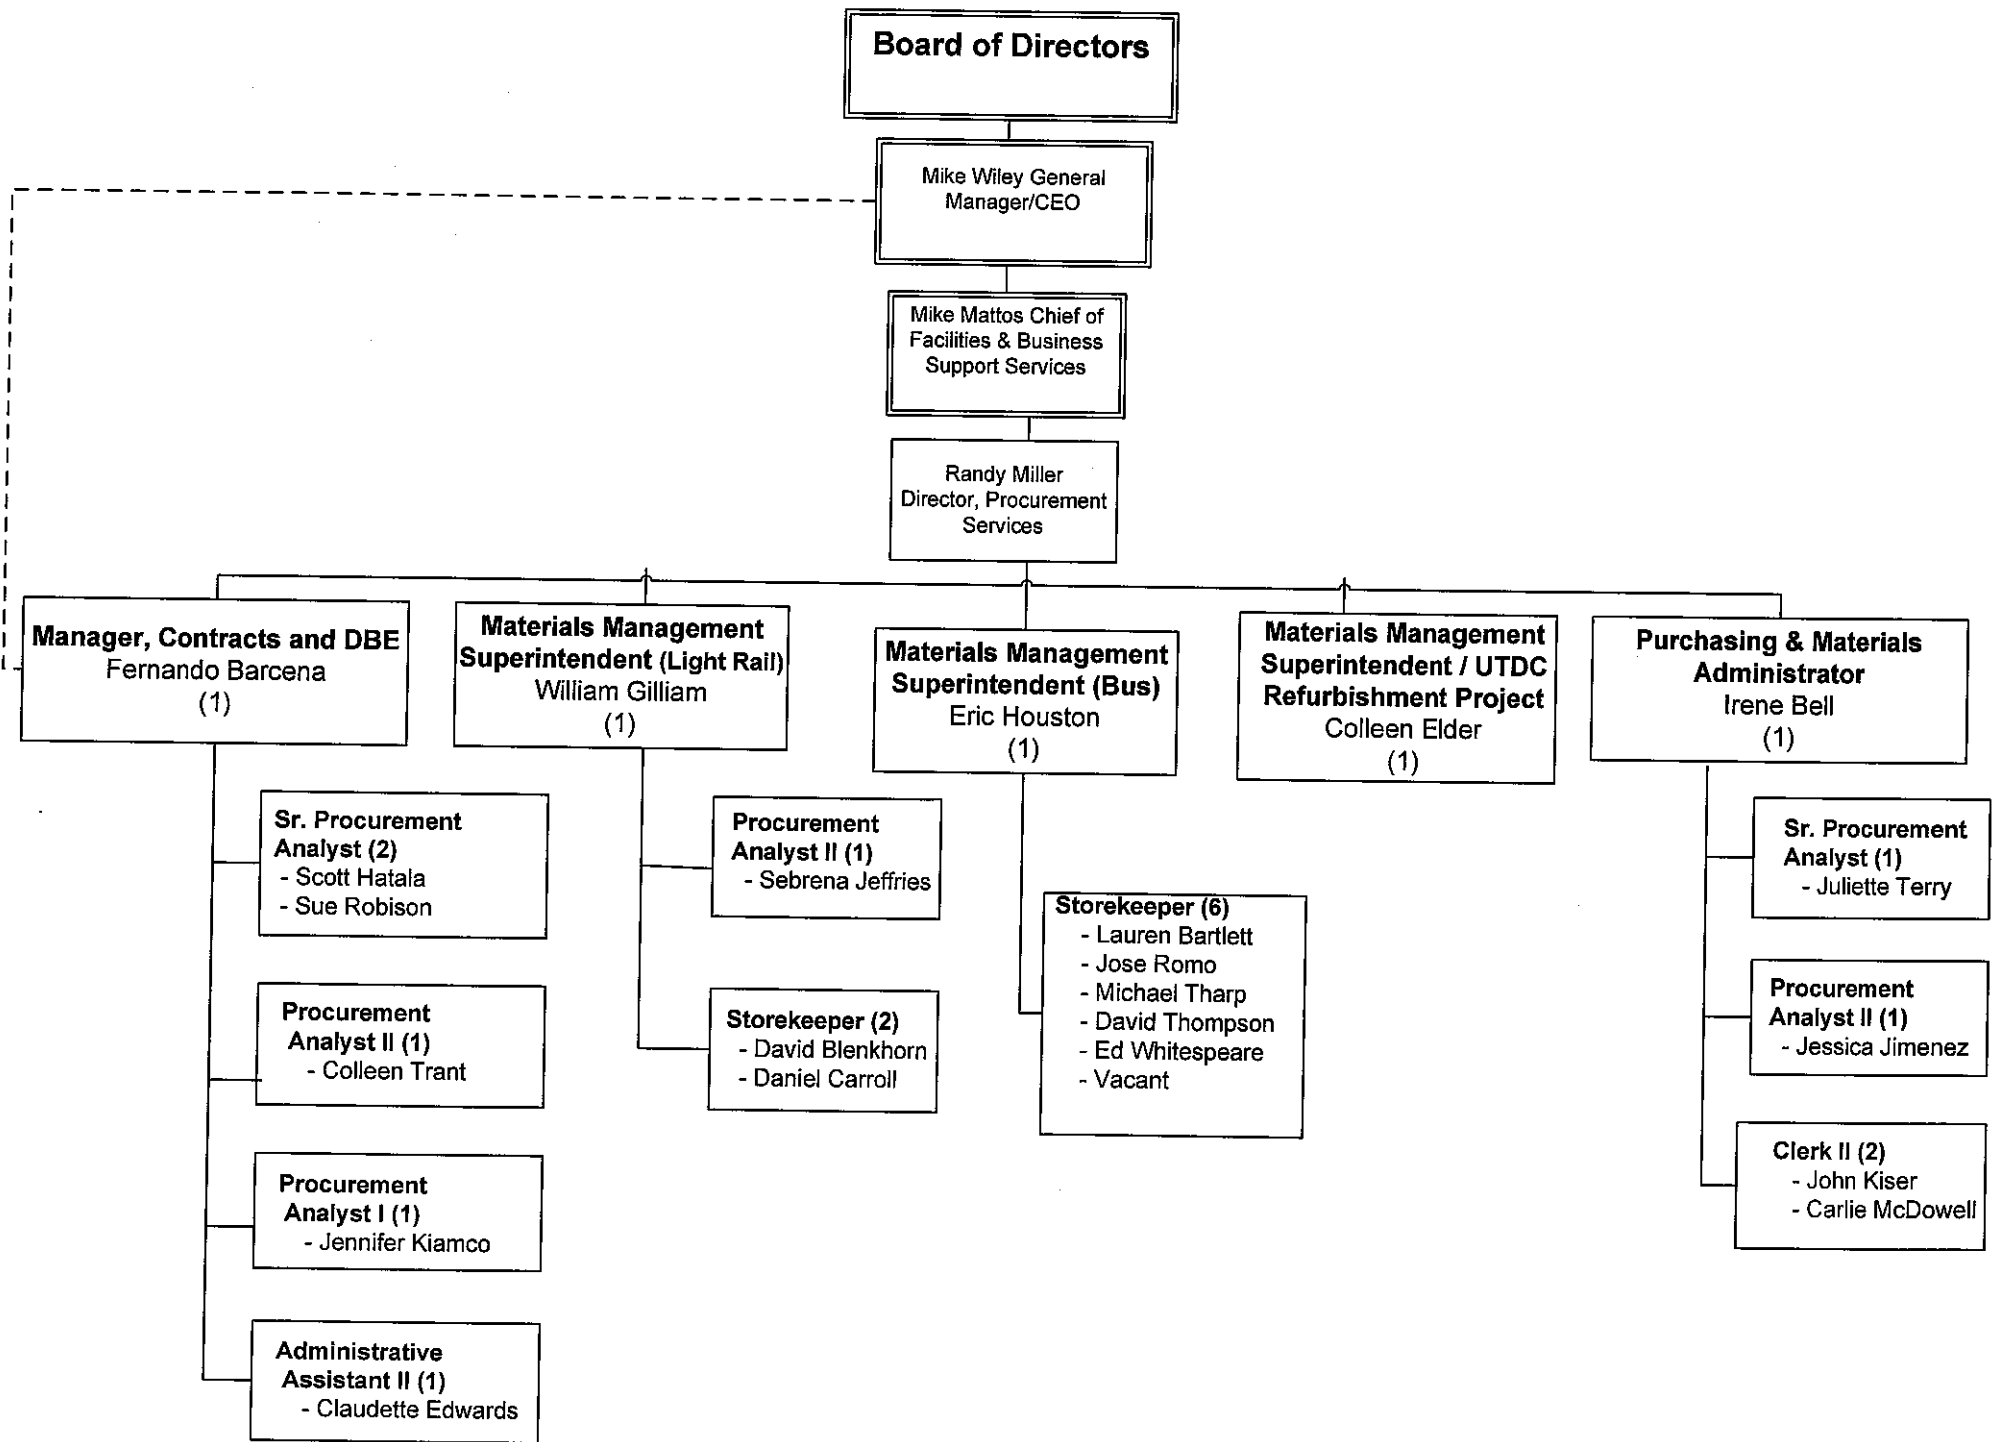 Board of Directors
Mike Wiley General
Manager/CEO
Mike Mattos Chief of
Facilities & Business
Support Services
Randy Miller
Director, Procurement
Services
Manager, Contracts and DBE
Fernando Barcena
(1)
Materials Management
Superintendent (Light Rail)
William Gilliam
(1)
Materials Management
Superintendent (Bus)
Eric Houston
(1)
Materials Management
Superintendent / UTDC
Refurbishment Project
Colleen Elder
(1)
Purchasing & Materials
Administrator
Irene Bell
(1)
Sr. Procurement
Analyst (2)
- Scott Hatala
- Sue Robison
Procurement
Analyst II (1)
- Colleen Trant
Procurement
Analyst I (1)
- Jennifer Kiamco
Administrative
Assistant II (1)
- Claudette Edwards
Procurement
Analyst II (1)
- Sebrena Jeffries
Storekeeper (2)
- David Blenkhorn
- Daniel Carroll
Storekeeper (6)
- Lauren Bartlett
- Jose Romo
- Michael Tharp
- David Thompson
- Ed Whitespeare
- Vacant
Sr. Procurement
Analyst (1)
- Juliette Terry
Procurement
Analyst II (1)
- Jessica Jimenez
Clerk II (2)
- John Kiser
- Carlie McDowell